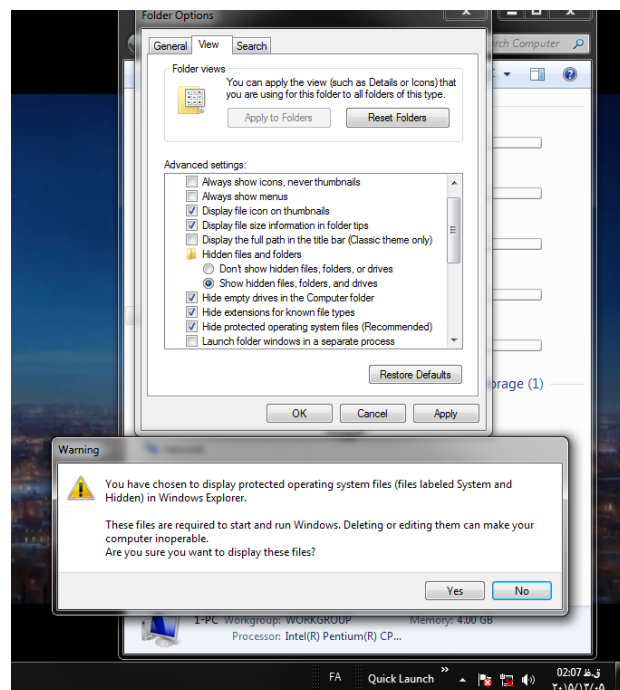 Folder Options
rch Computer
General View Search
Folder views
You can apply the view (such as Details or Icons) that
you are using for this folder to all folders of this type.
Apply to Folders Reset Folders
Advanced settings:
Always show icons, never thumbnails
Always show menus
Display file icon on thumbnails
Display file size information in folder tips
Display the full path in the title bar (Classic theme only)
Hidden files and folders
Don't show hidden files, folders, or drives
Show hidden files, folders, and drives
Hide empty drives in the Computer folder
Hide extensions for known file types
Hide protected operating system files (Recommended)
Launch folder windows in a separate process
Restore Defaults
orage (1)
OK Cancel Apply
Network
Warning
You have chosen to display protected operating system files (files labeled System and
Hidden) in Windows Explorer.
These files are required to start and run Windows. Deleting or editing them can make your
computer inoperable.
Are you sure you want to display these files?
Yes No
1-PC Workgroup: WORKGROUP Memory: 4.00 GB
Processor: Intel(R) Pentium(R) CP...
FA Quick Launch »
02:07 ق.ظ
٢٠١٥/١٢/٠٥